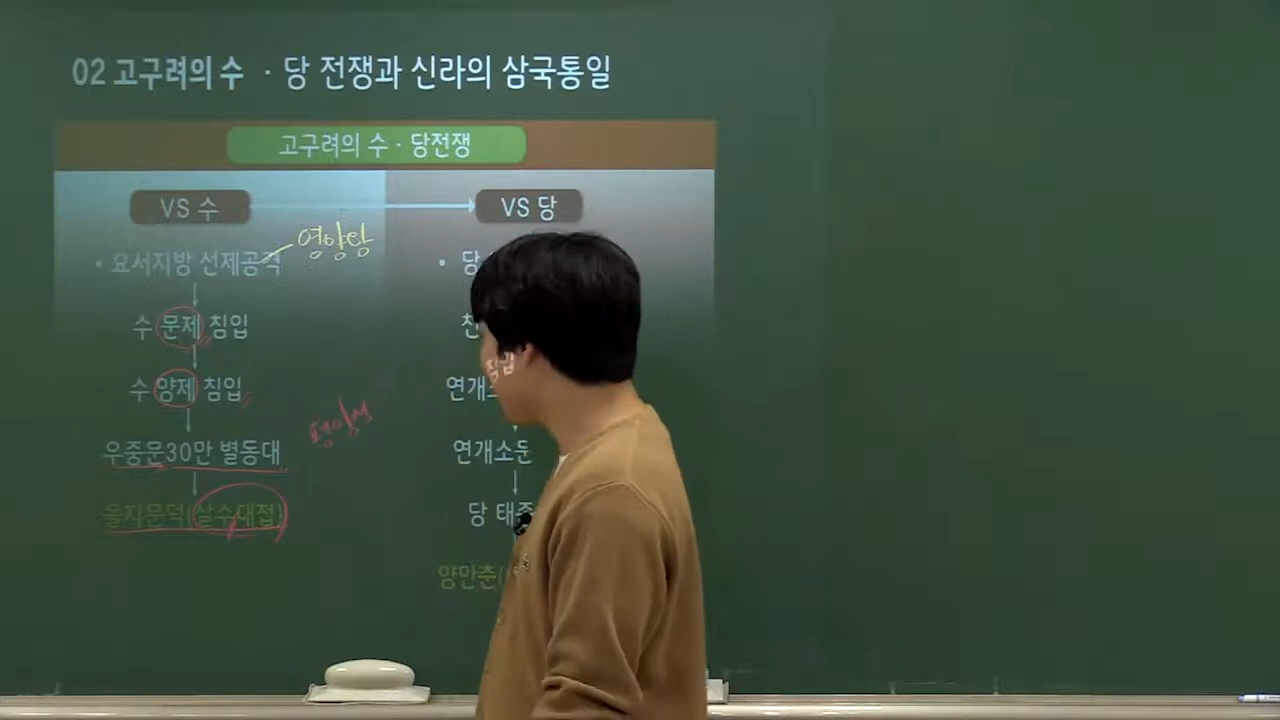 02 고구려의 수 · 당 전쟁과 신라의 삼국통일
고구려의 수 · 당전쟁
VS 수
영양왕
• 요서지방 선제공격
수 문제 침입
수 양제 침입
평양성
우중문30만 별동대
을지문덕(살수대첩)
VS 당
• 당
연개
연개소문
당 태종
양만춘(